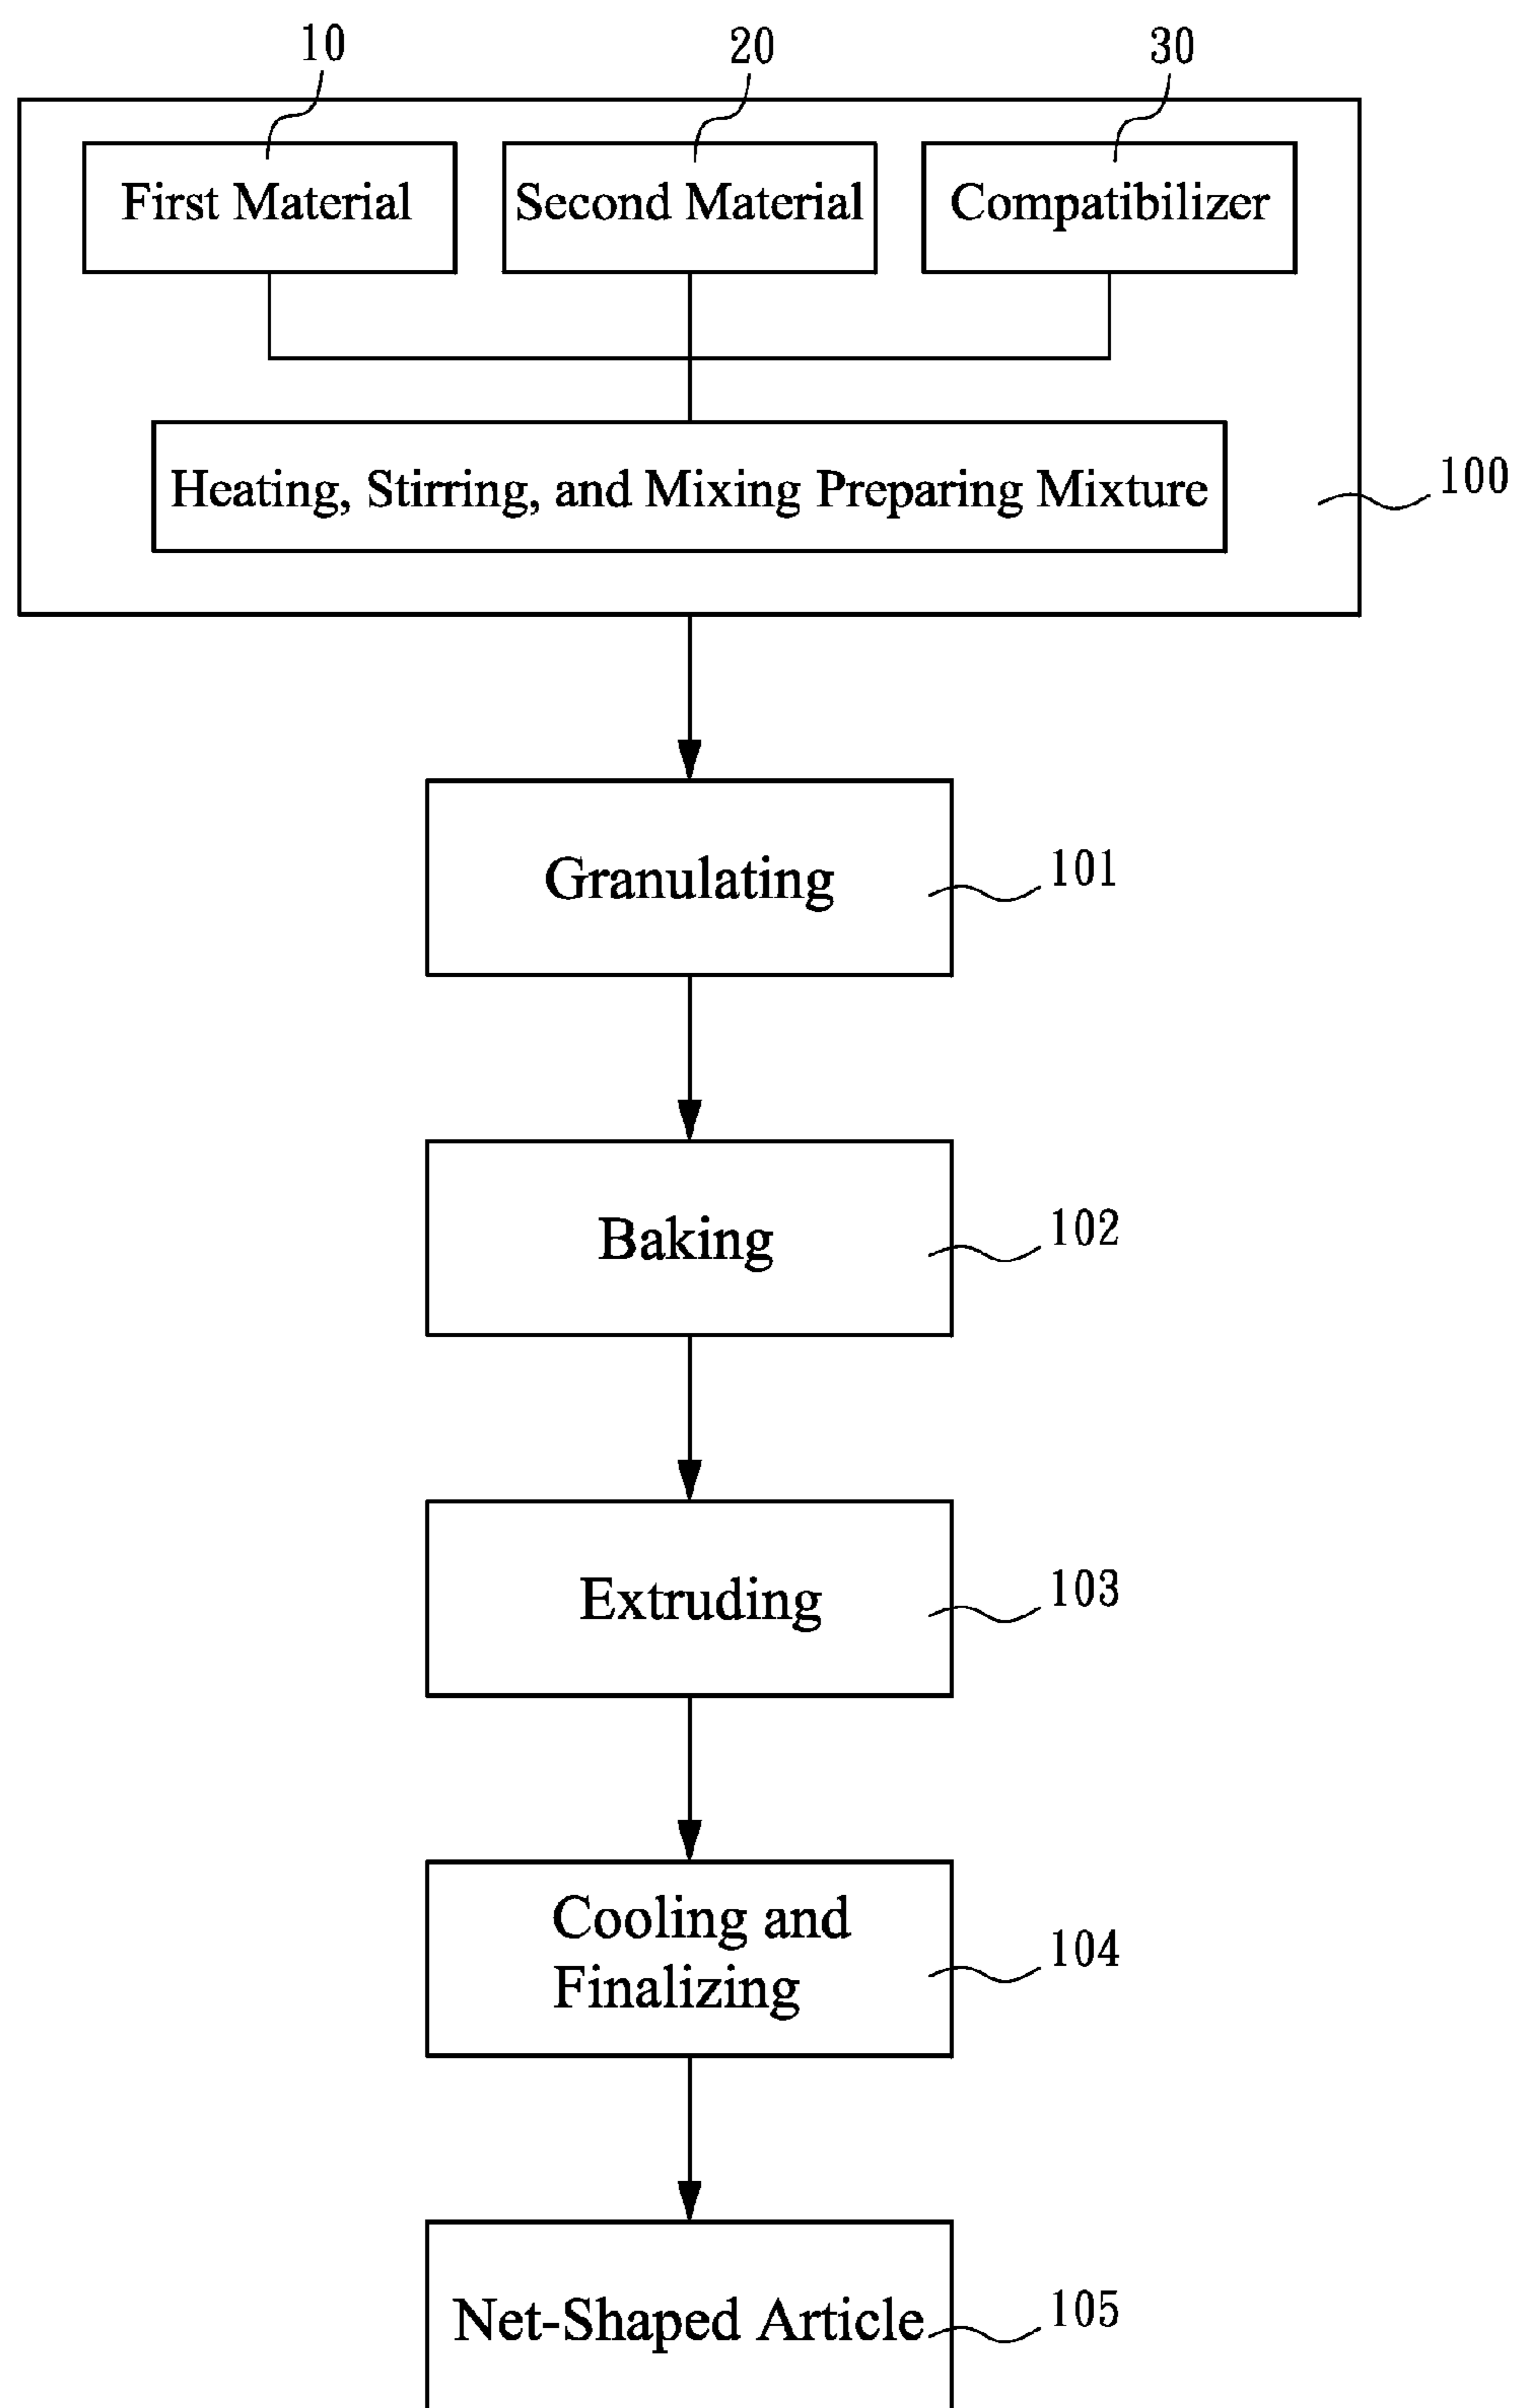 10
20
30
First Material
Second Material
Compatibilizer
Heating, Stirring, and Mixing Preparing Mixture
100
Granulating
101
Baking
102
Extruding
103
Cooling and
Finalizing
104
Net-Shaped Article
105